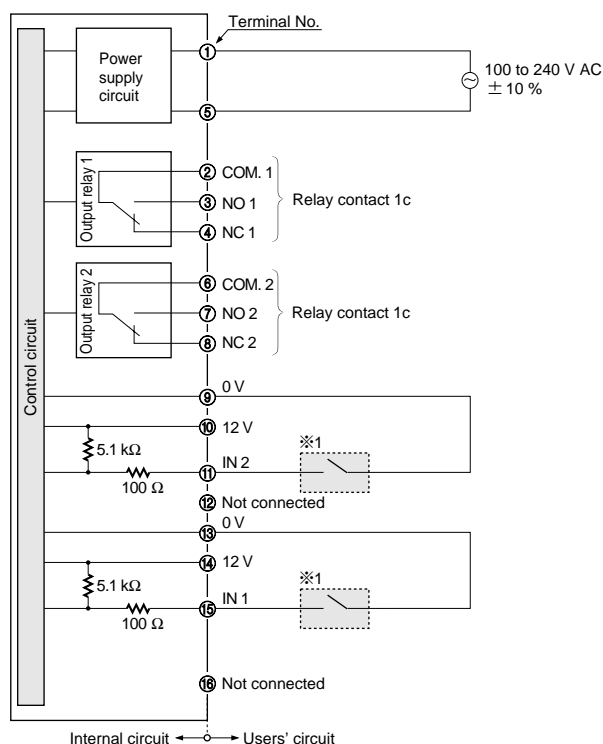 Terminal No.
Power
supply
circuit
1
5
100 to 240 V AC
± 10 %
Output relay 1
2 COM. 1
3 NO 1
4 NC 1
Relay contact 1c
Output relay 2
6 COM. 2
7 NO 2
8 NC 2
Relay contact 1c
Control circuit
9 0 V
10 12 V
5.1 kΩ
※1
11 IN 2
100 Ω
12 Not connected
13 0 V
14 12 V
5.1 kΩ
※1
15 IN 1
100 Ω
16 Not connected
Internal circuit
Users' circuit